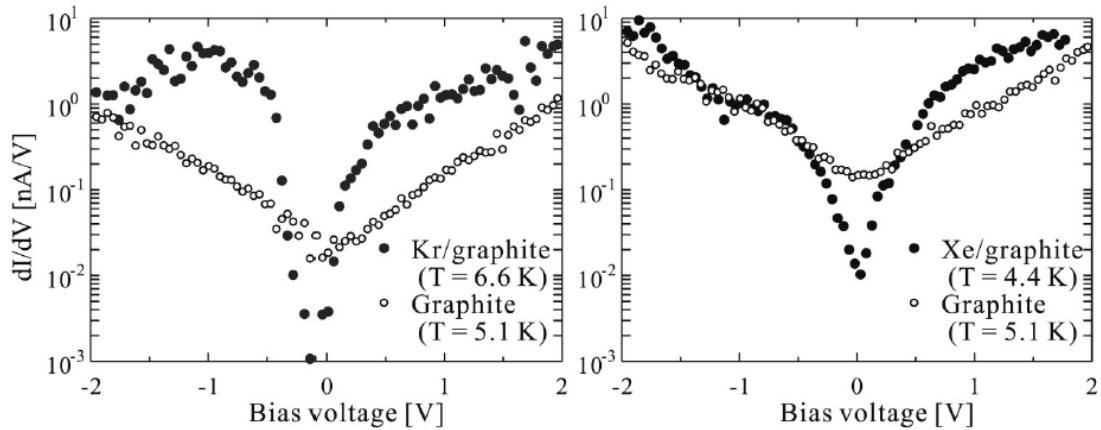 dI/dV [nA/V]
10^1
10^0
10^-1
10^-2
10^-3
-2
-1
0
1
2
Bias voltage [V]
Kr/graphite
(T = 6.6 K)
Graphite
(T = 5.1 K)
10^1
10^0
10^-1
10^-2
10^-3
-2
-1
0
1
2
Bias voltage [V]
Xe/graphite
(T = 4.4 K)
Graphite
(T = 5.1 K)